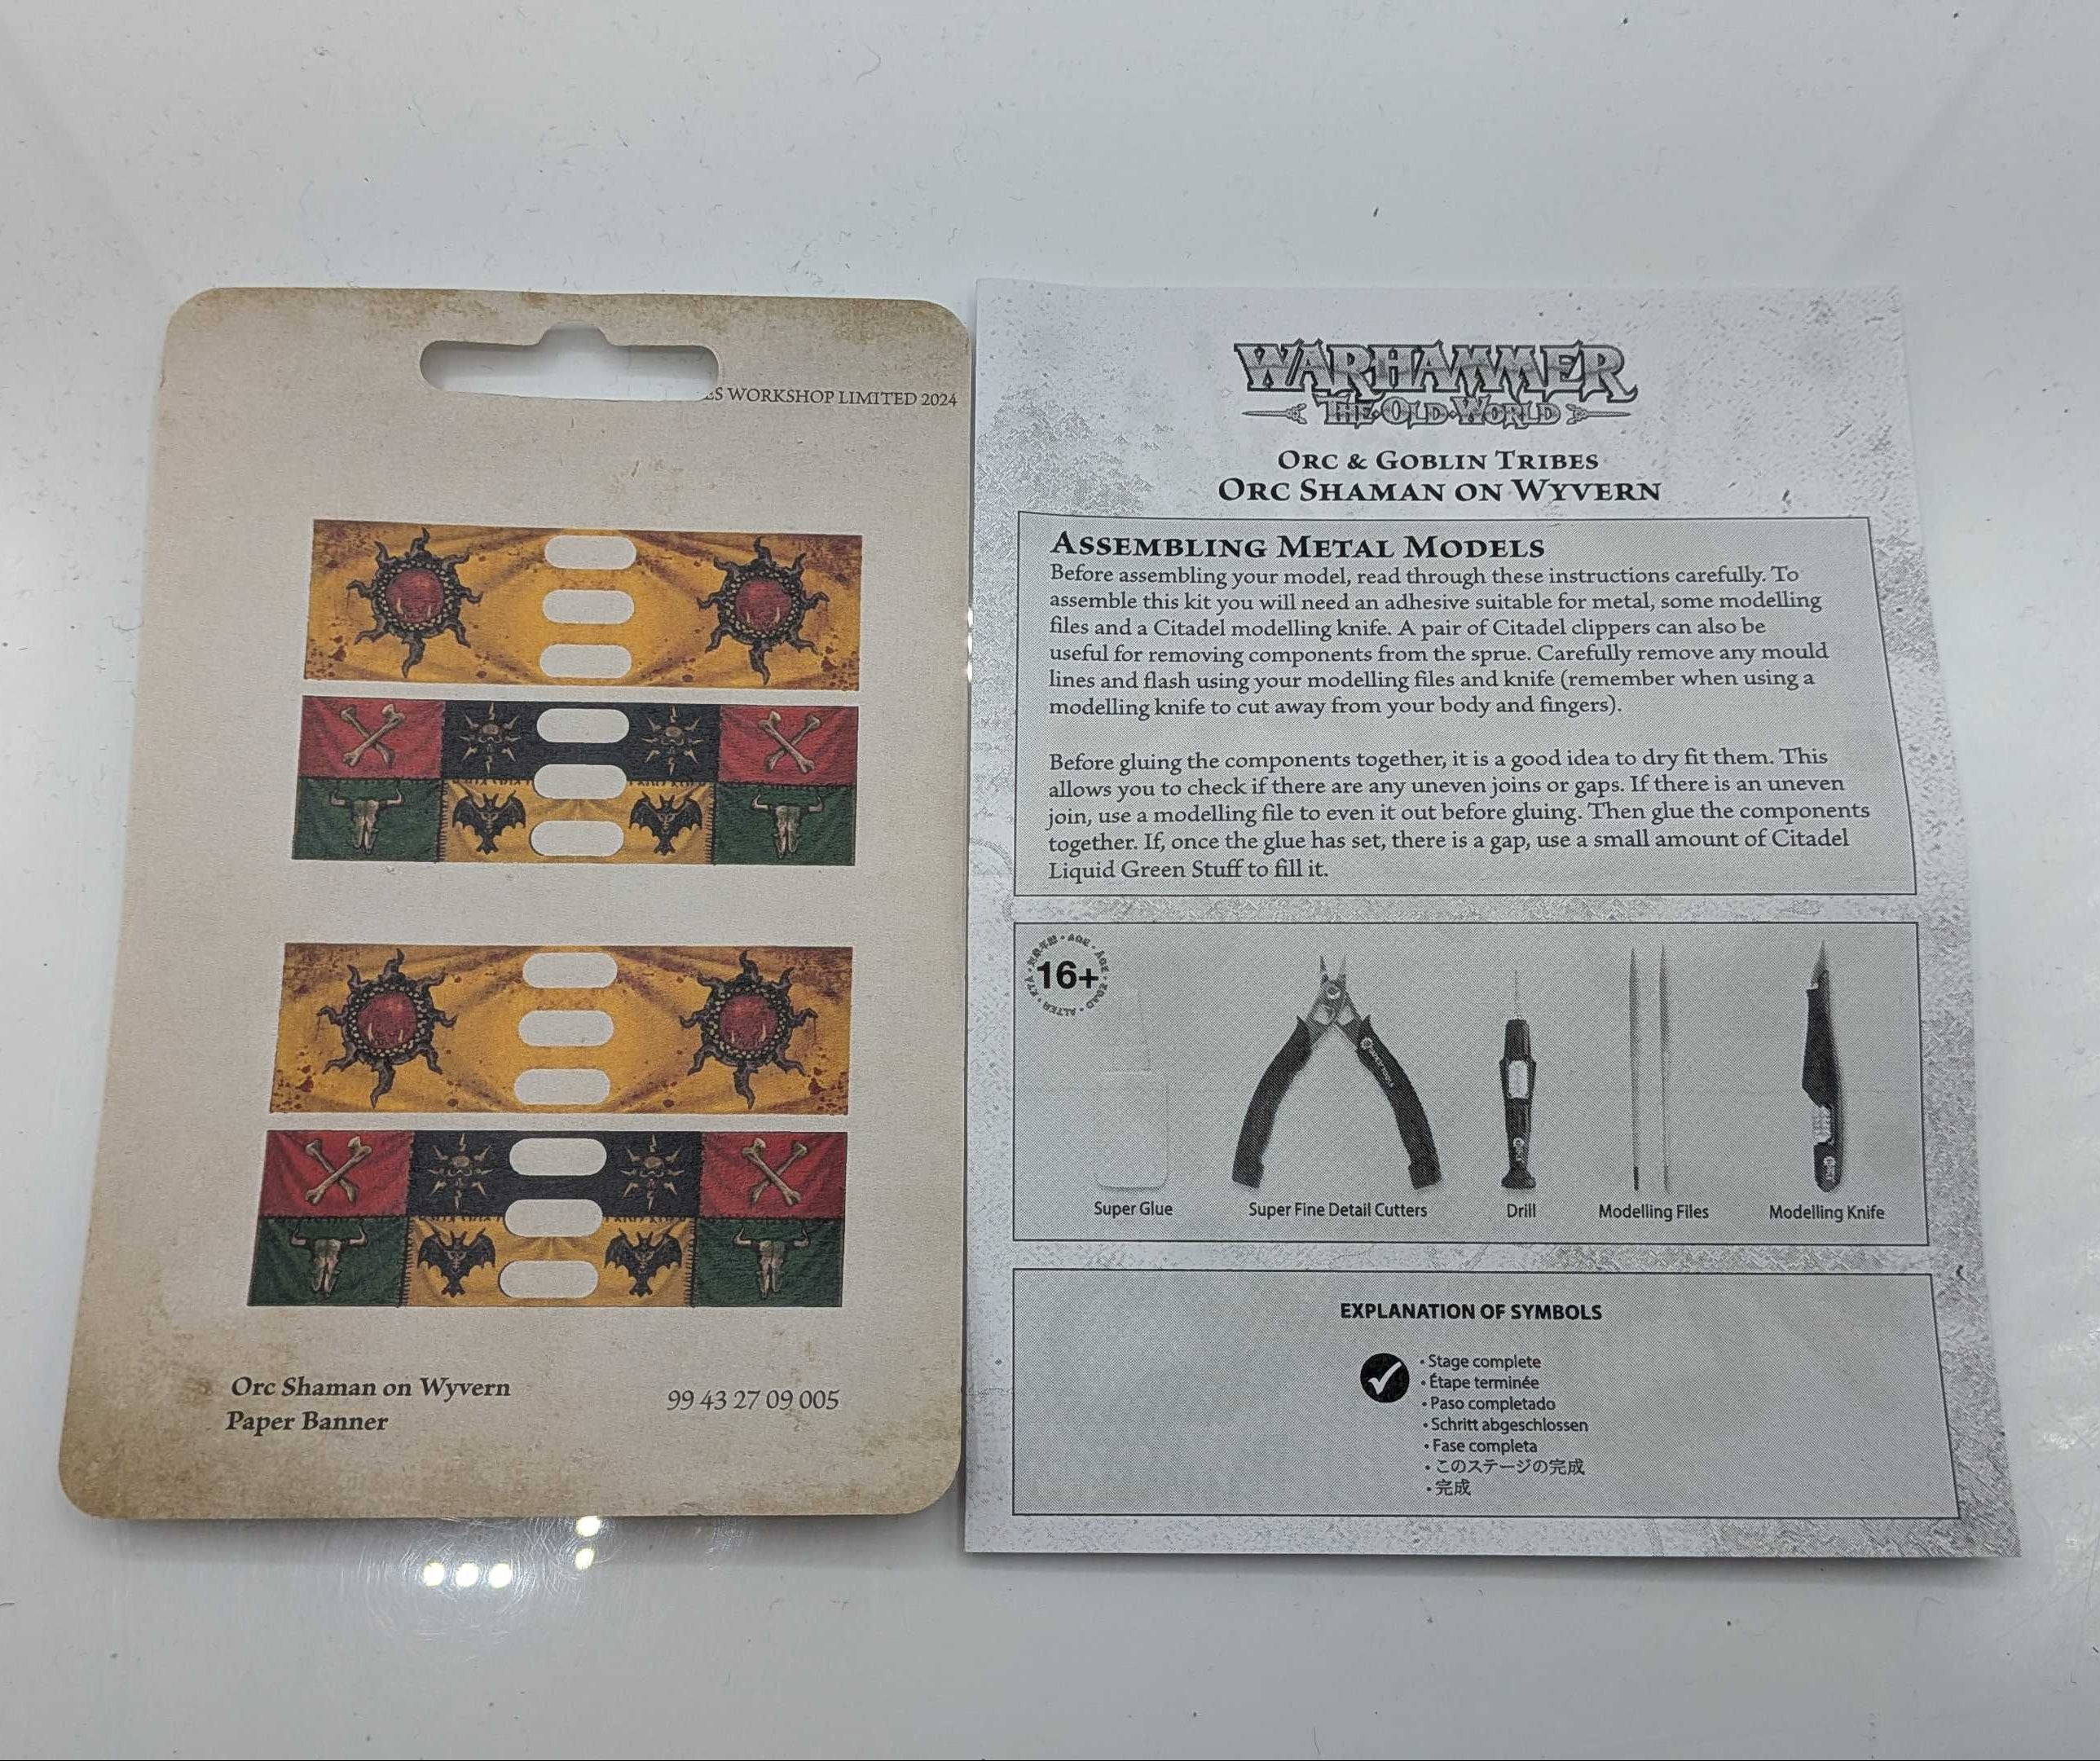 WORKSHOP LIMITED 2024
Orc Shaman on Wyvern
Paper Banner
99 43 27 09 005
WARHAMMER
THE OLD WORLD
ORC & GOBLIN TRIBES
ORC SHAMAN ON WYVERN
ASSEMBLING METAL MODELS
Before assembling your model, read through these instructions carefully. To
assemble this kit you will need an adhesive suitable for metal, some modelling
files and a Citadel modelling knife. A pair of Citadel clippers can also be
useful for removing components from the sprue. Carefully remove any mould
lines and flash using your modelling files and knife (remember when using a
modelling knife to cut away from your body and fingers).
Before gluing the components together, it is a good idea to dry fit them. This
allows you to check if there are any uneven joins or gaps. If there is an uneven
join, use a modelling file to even it out before gluing. Then glue the components
together. If, once the glue has set, there is a gap, use a small amount of Citadel
Liquid Green Stuff to fill it.
AGE • AGE • EDAD • ALTER • ETÀ • 対象年齢
16+
Super Glue
Super Fine Detail Cutters
Drill
Modelling Files
Modelling Knife
EXPLANATION OF SYMBOLS
• Stage complete
• Étape terminée
• Paso completado
• Schritt abgeschlossen
• Fase completa
• このステージの完成
• 完成